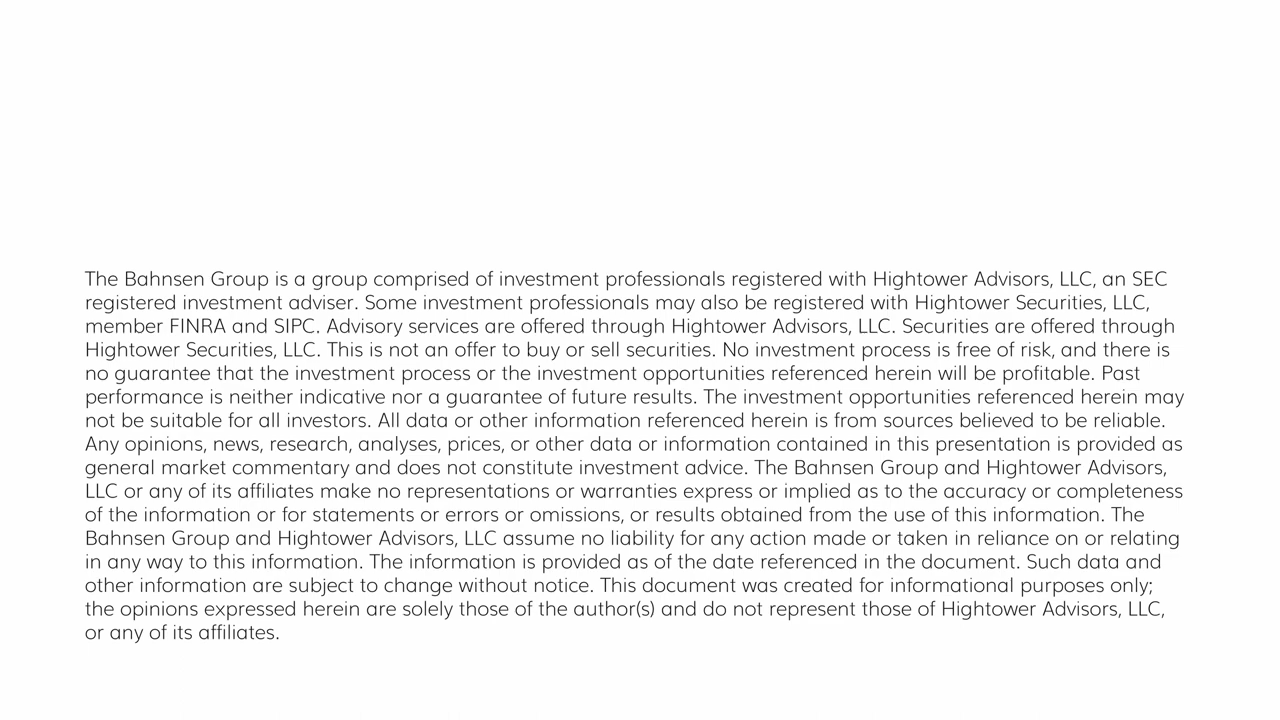 The Bahnsen Group is a group comprised of investment professionals registered with Hightower Advisors, LLC, an SEC
registered investment adviser. Some investment professionals may also be registered with Hightower Securities, LLC,
member FINRA and SIPC. Advisory services are offered through Hightower Advisors, LLC. Securities are offered through
Hightower Securities, LLC. This is not an offer to buy or sell securities. No investment process is free of risk, and there is
no guarantee that the investment process or the investment opportunities referenced herein will be profitable. Past
performance is neither indicative nor a guarantee of future results. The investment opportunities referenced herein may
not be suitable for all investors. All data or other information referenced herein is from sources believed to be reliable.
Any opinions, news, research, analyses, prices, or other data or information contained in this presentation is provided as
general market commentary and does not constitute investment advice. The Bahnsen Group and Hightower Advisors,
LLC or any of its affiliates make no representations or warranties express or implied as to the accuracy or completeness
of the information or for statements or errors or omissions, or results obtained from the use of this information. The
Bahnsen Group and Hightower Advisors, LLC assume no liability for any action made or taken in reliance on or relating
in any way to this information. The information is provided as of the date referenced in the document. Such data and
other information are subject to change without notice. This document was created for informational purposes only;
the opinions expressed herein are solely those of the author(s) and do not represent those of Hightower Advisors, LLC,
or any of its affiliates.